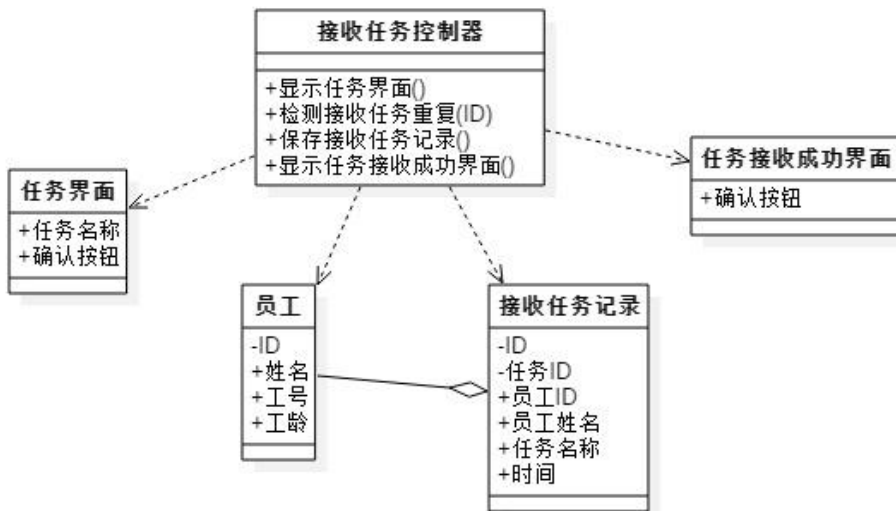 接收任务控制器
+显示任务界面()
+检测接收任务重复(ID)
+保存接收任务记录()
+显示任务接收成功界面()
任务界面
+任务名称
+确认按钮
任务接收成功界面
+确认按钮
员工
-ID
+姓名
+工号
+工龄
接收任务记录
-ID
-任务ID
+员工ID
+员工姓名
+任务名称
+时间